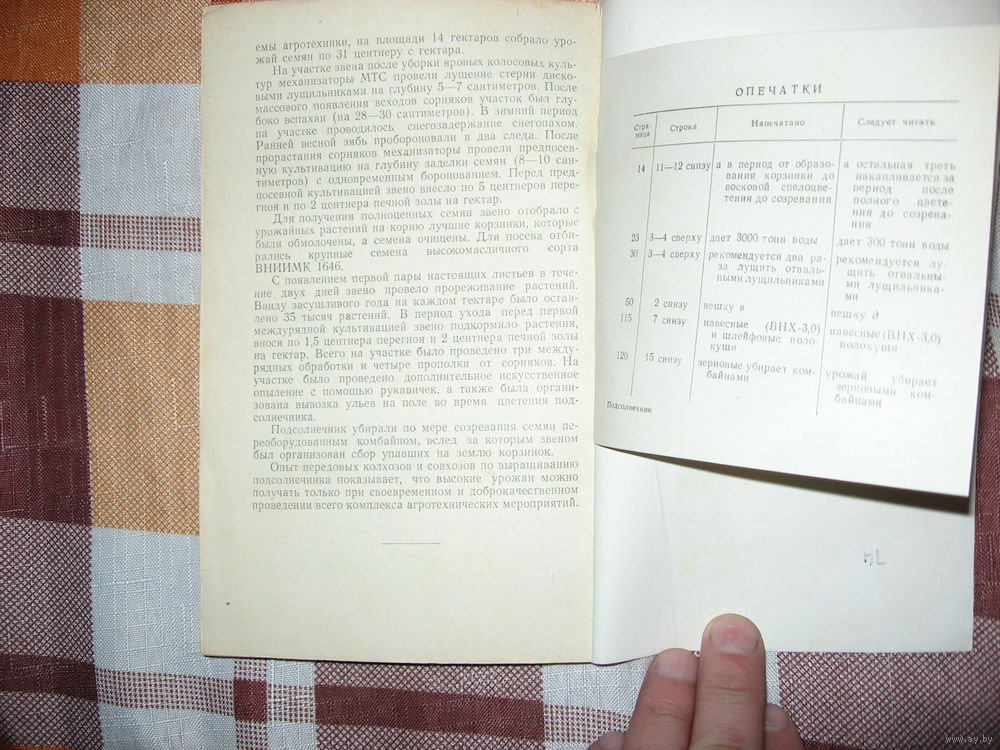 емы агротехники, на площади 14 гектаров собрало уро-
жай семян по 31 центнеру с гектара.
На участке звена после уборки яровых колосовых куль-
тур механизаторы МТС провели лущение стерни диско-
выми лущильниками на глубину 5—7 сантиметров. После
массового появления всходов сорняков участок был глу-
боко вспахан (на 28—30 сантиметров). В зимний период
на участке проводилось снегозадержание снегопахом.
Ранней весной зябь пробороновали в два следа. После
прорастания сорняков механизаторы провели предпосев-
ную культивацию на глубину заделки семян (8—10 сан-
тиметров) с одновременным боронованием. Перед пред-
посевной культивацией звено внесло по 5 центнеров пере-
гноя и по 2 центнера печной золы на гектар.
Для получения полноценных семян звено отобрало с
урожайных растений на корню лучшие корзинки, которые
были обмолочены, а семена очищены. Для посева отби-
рались крупные семена высокомасличного сорта
ВНИИМК 1646.
С появлением первой пары настоящих листьев в тече-
ние двух дней звено провело прореживание растений.
Ввиду засушливого года на каждом гектаре было остав-
лено 35 тысяч растений. В период ухода перед первой
междурядной культивацией звено подкормило растения,
внося по 1,5 центнера перегноя и 2 центнера печной золы
на гектар. Всего на участке было проведено три между-
рядных обработки и четыре прополки от сорняков. На
участке было проведено дополнительное искусственное
опыление с помощью рукавичек, а также была органи-
зована вывозка ульев на поле во время цветения под-
солнечника.
Подсолнечник убирали по мере созревания семян пе-
реоборудованным комбайном, вслед за которым звеном
был организован сбор упавших на землю корзинок.
Опыт передовых колхозов и совхозов по выращиванию
подсолнечника показывает, что высокие урожаи можно
получать только при своевременном и доброкачественном
проведении всего комплекса агротехнических мероприятий.
ОПЕЧАТКИ
Стра-
ница Строка Напечатано Следует читать
14 11—12 снизу а в период от образо- а остальная треть
вания корзинки до накапливается за
восковой спелоцве- период после
тения до созревания полного цвете-
ния до созрева-
ния
23 3—4 сверху дает 3000 тонн воды дает 300 тонн воды
30 3—4 сверху рекомендуется два ра- рекомендуется лу-
за лущить отваль- щить отвальны-
ными лущильниками ми лущильника-
ми
50 2 снизу вешку в вешку д
115 7 снизу навесные (ВНХ-3,0) навесные (ВНХ-3,0)
и шлейфовые воло- волокуши
куши
120 15 снизу зерновые убирает ком- урожай убирает
байнами зерновыми ком-
байнами
Подсолнечник
www.ay.by